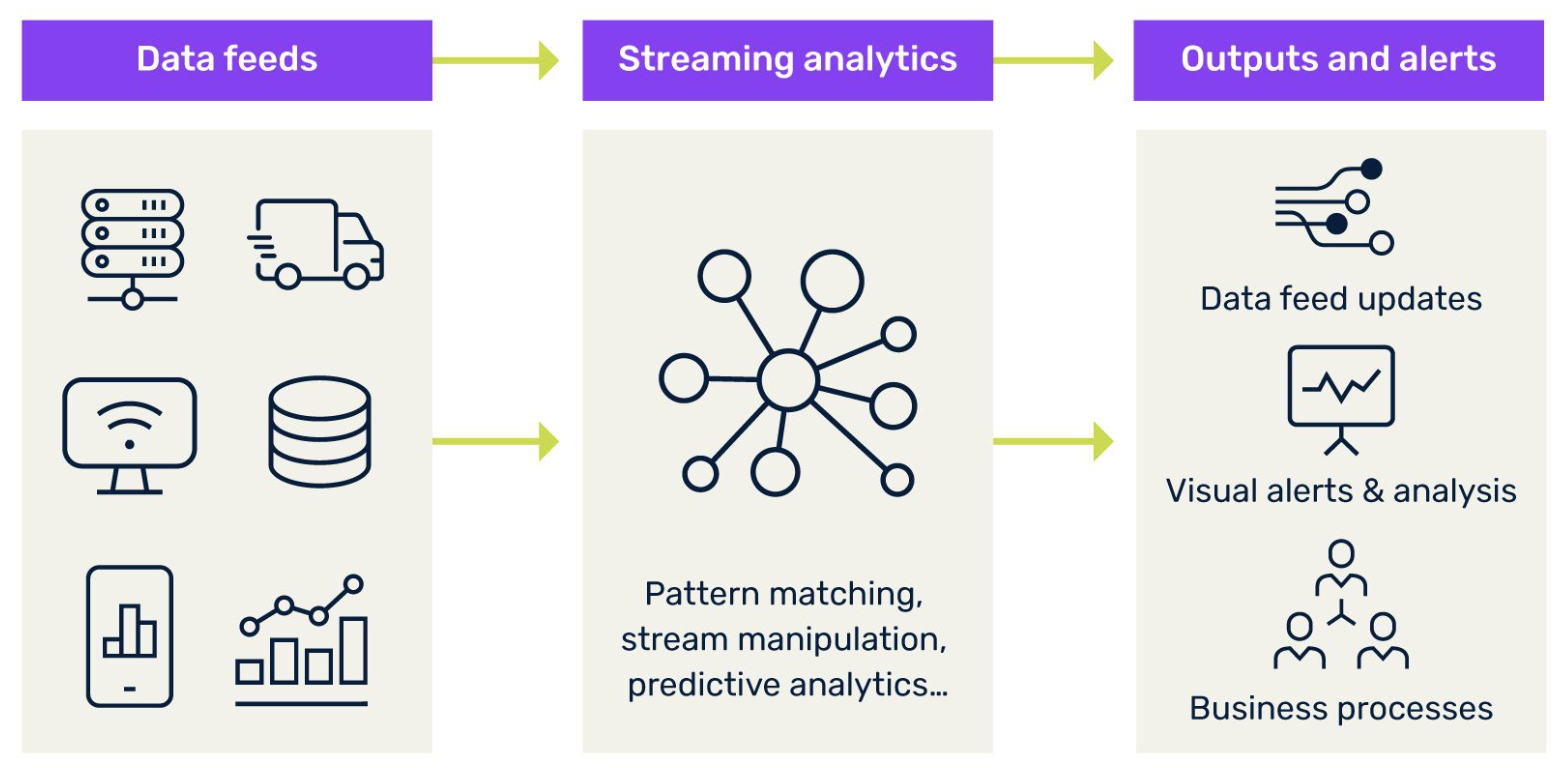 Data feeds
Streaming analytics
Outputs and alerts
Data feed updates
Visual alerts & analysis
Pattern matching,
stream manipulation,
predictive analytics…
Business processes